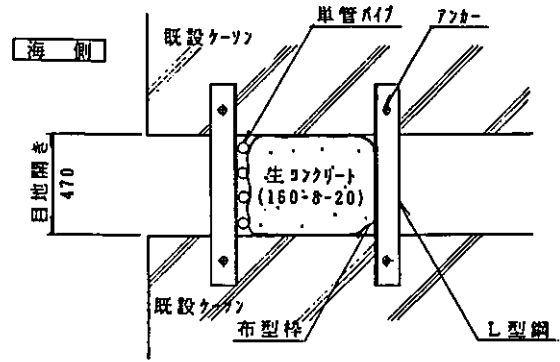 海側
既設ケーソン
単管パイプ
アンカー
目地開き
470
生コンクリート
(160-8-20)
既設ケーソン
布型枠
L型鋼